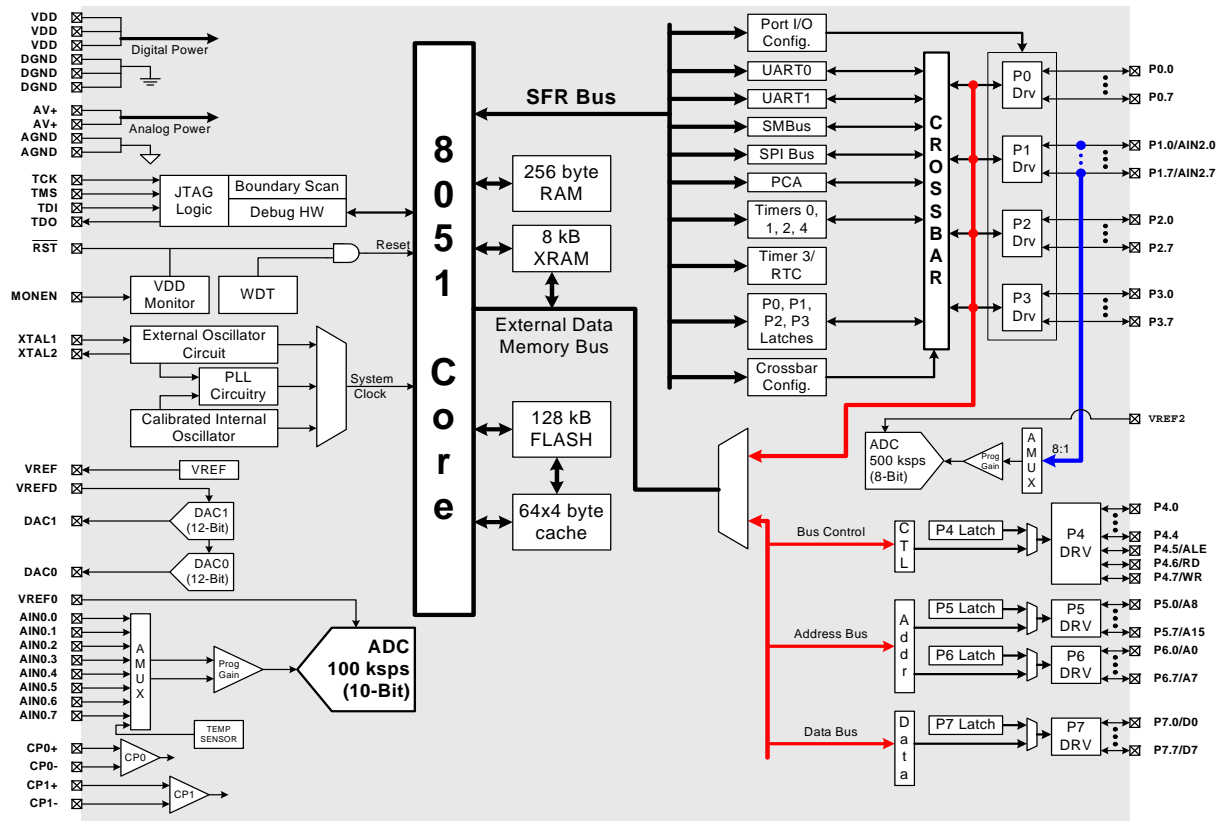 VDD
VDD
VDD
Digital Power
DGND
DGND
DGND
AV+
AV+
Analog Power
AGND
AGND
TCK
TMS
TDI
TDO
JTAG
Logic
Boundary Scan
Debug HW
RST
Reset
MONEN
VDD
Monitor
WDT
XTAL1
XTAL2
External Oscillator
Circuit
PLL
Circuitry
Calibrated Internal
Oscillator
System
Clock
VREF
VREF
VREFD
DAC1
DAC1
(12-Bit)
DAC0
DAC0
(12-Bit)
VREF0
AIN0.0
AIN0.1
AIN0.2
AIN0.3
AIN0.4
AIN0.5
AIN0.6
AIN0.7
AMUX
Prog
Gain
ADC
100 ksps
(10-Bit)
TEMP
SENSOR
CP0+
CP0-
CP0
CP1+
CP1-
CP1
8051 Core
SFR Bus
256 byte
RAM
8 kB
XRAM
External Data
Memory Bus
128 kB
FLASH
64x4 byte
cache
Port I/O
Config.
UART0
UART1
SMBus
SPI Bus
PCA
Timers 0,
1, 2, 4
Timer 3/
RTC
P0, P1,
P2, P3
Latches
Crossbar
Config.
CROSSBAR
P0
Drv
P1
Drv
P2
Drv
P3
Drv
P0.0
P0.7
P1.0/AIN2.0
P1.7/AIN2.7
P2.0
P2.7
P3.0
P3.7
VREF2
ADC
500 ksps
(8-Bit)
Prog
Gain
AMUX
8:1
Bus Control
CTL
P4 Latch
P4
DRV
P4.0
P4.4
P4.5/ALE
P4.6/RD
P4.7/WR
Address Bus
Addr
P5 Latch
P5
DRV
P5.0/A8
P5.7/A15
P6 Latch
P6
DRV
P6.0/A0
P6.7/A7
Data Bus
Data
P7 Latch
P7
DRV
P7.0/D0
P7.7/D7